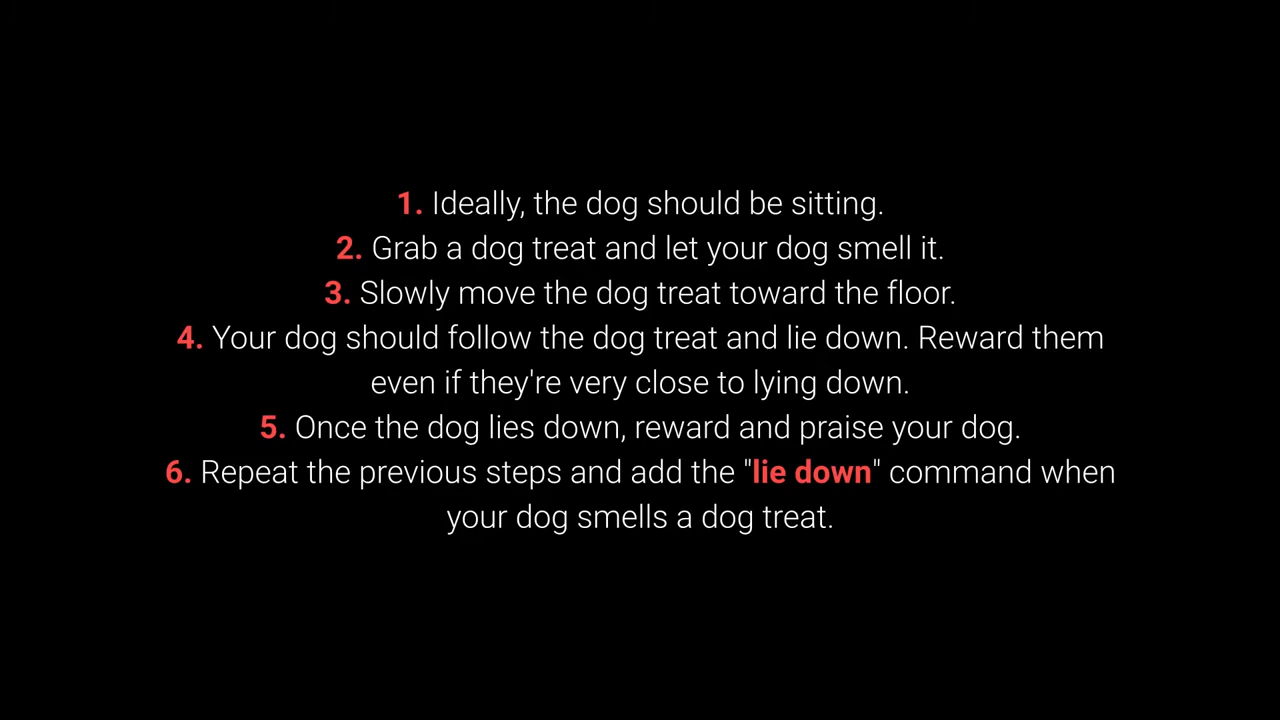 1. Ideally, the dog should be sitting.
2. Grab a dog treat and let your dog smell it.
3. Slowly move the dog treat toward the floor.
4. Your dog should follow the dog treat and lie down. Reward them
even if they're very close to lying down.
5. Once the dog lies down, reward and praise your dog.
6. Repeat the previous steps and add the "lie down" command when
your dog smells a dog treat.